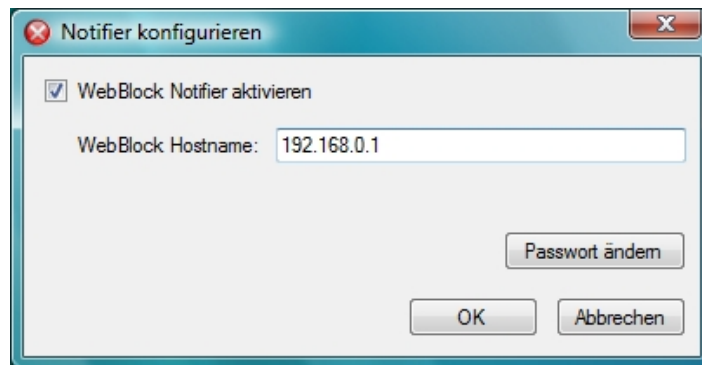 Notifier konfigurieren
WebBlock Notifier aktivieren
WebBlock Hostname: 192.168.0.1
Passwort ändern
OK Abbrechen